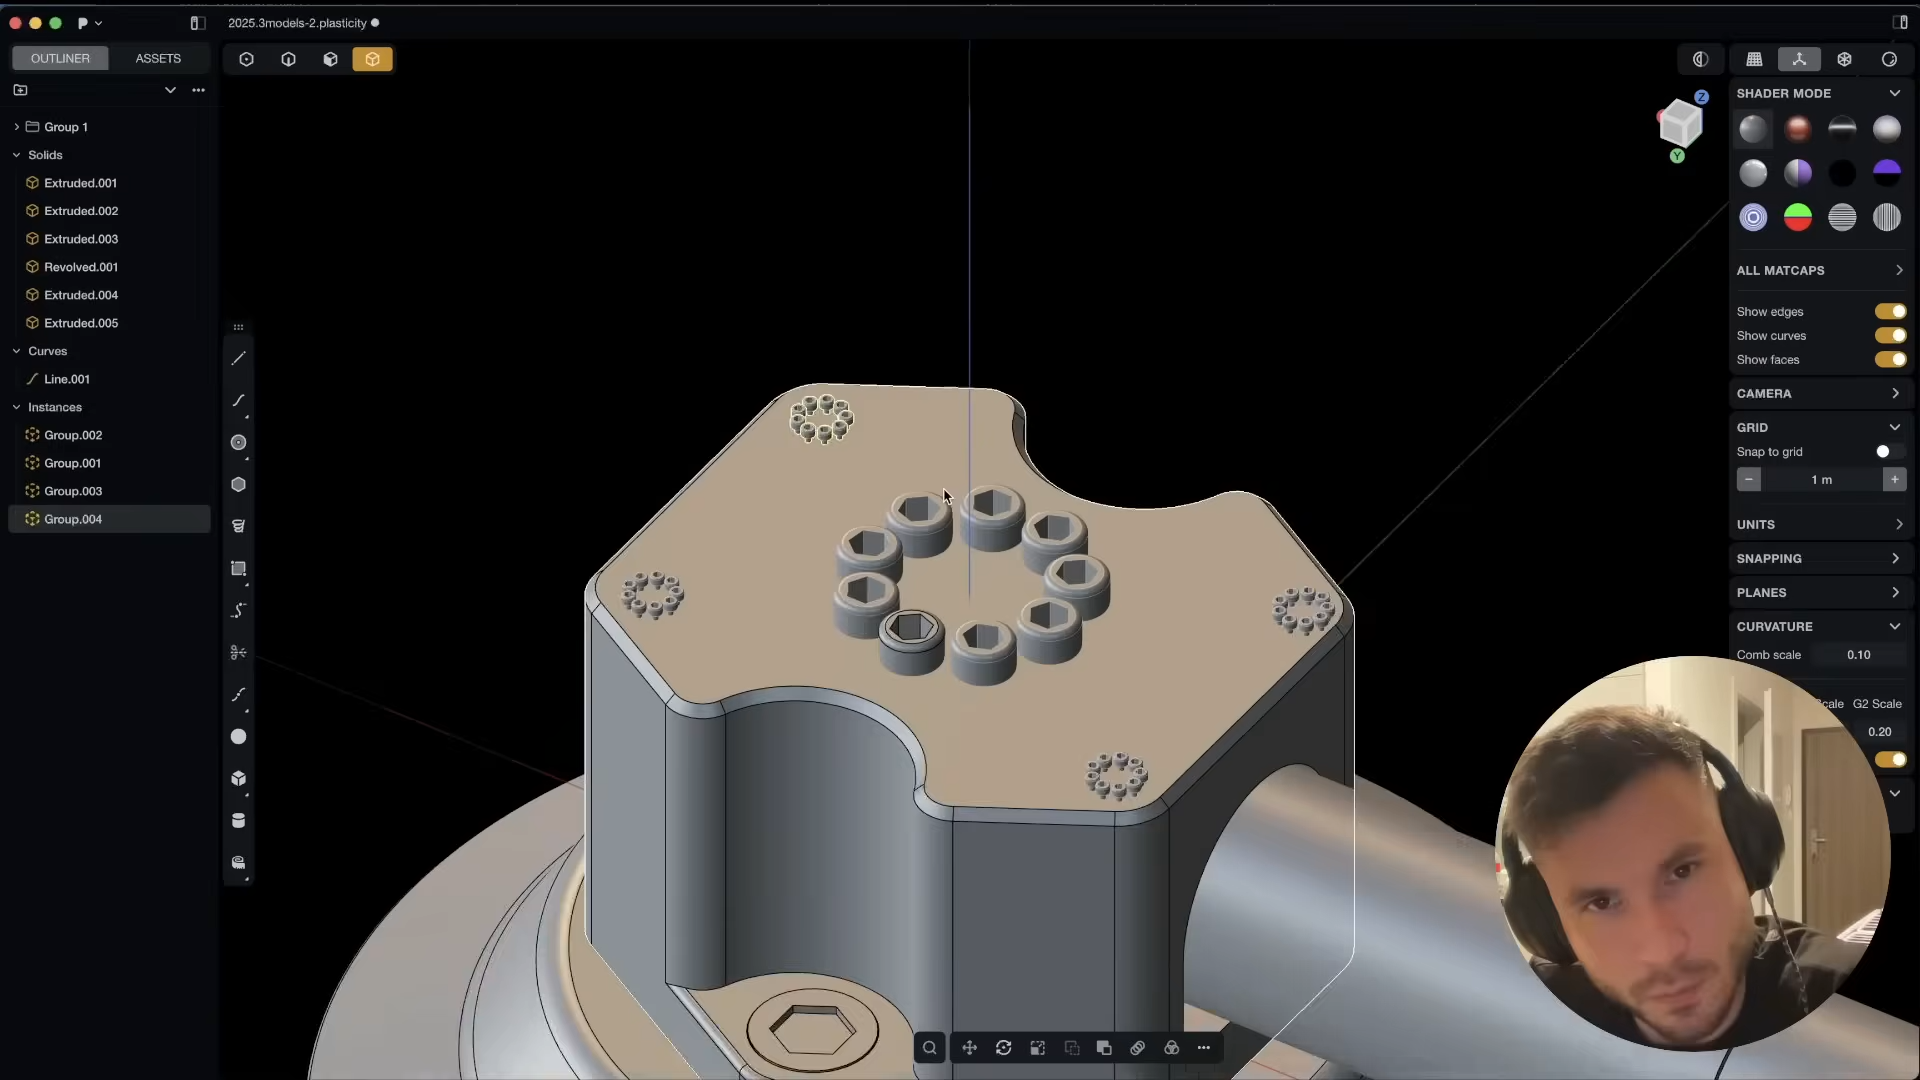 2025.3models-2.plasticity
OUTLINER
ASSETS
Group 1
Solids
Extruded.001
Extruded.002
Extruded.003
Revolved.001
Extruded.004
Extruded.005
Curves
Line.001
Instances
Group.002
Group.001
Group.003
Group.004
Z
Y
SHADER MODE
ALL MATCAPS
Show edges
Show curves
Show faces
CAMERA
GRID
Snap to grid
− 1 m +
UNITS
SNAPPING
PLANES
CURVATURE
Comb scale 0.10
G2 Scale
0.20